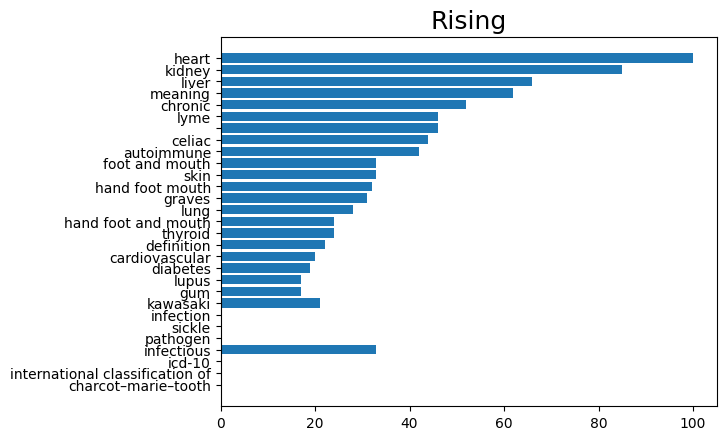 Rising
heart
kidney
liver
meaning
chronic
lyme
celiac
autoimmune
foot and mouth
skin
hand foot mouth
graves
lung
hand foot and mouth
thyroid
definition
cardiovascular
diabetes
lupus
gum
kawasaki
infection
sickle
pathogen
infectious
icd-10
international classification of
charcot–marie–tooth
0 20 40 60 80 100